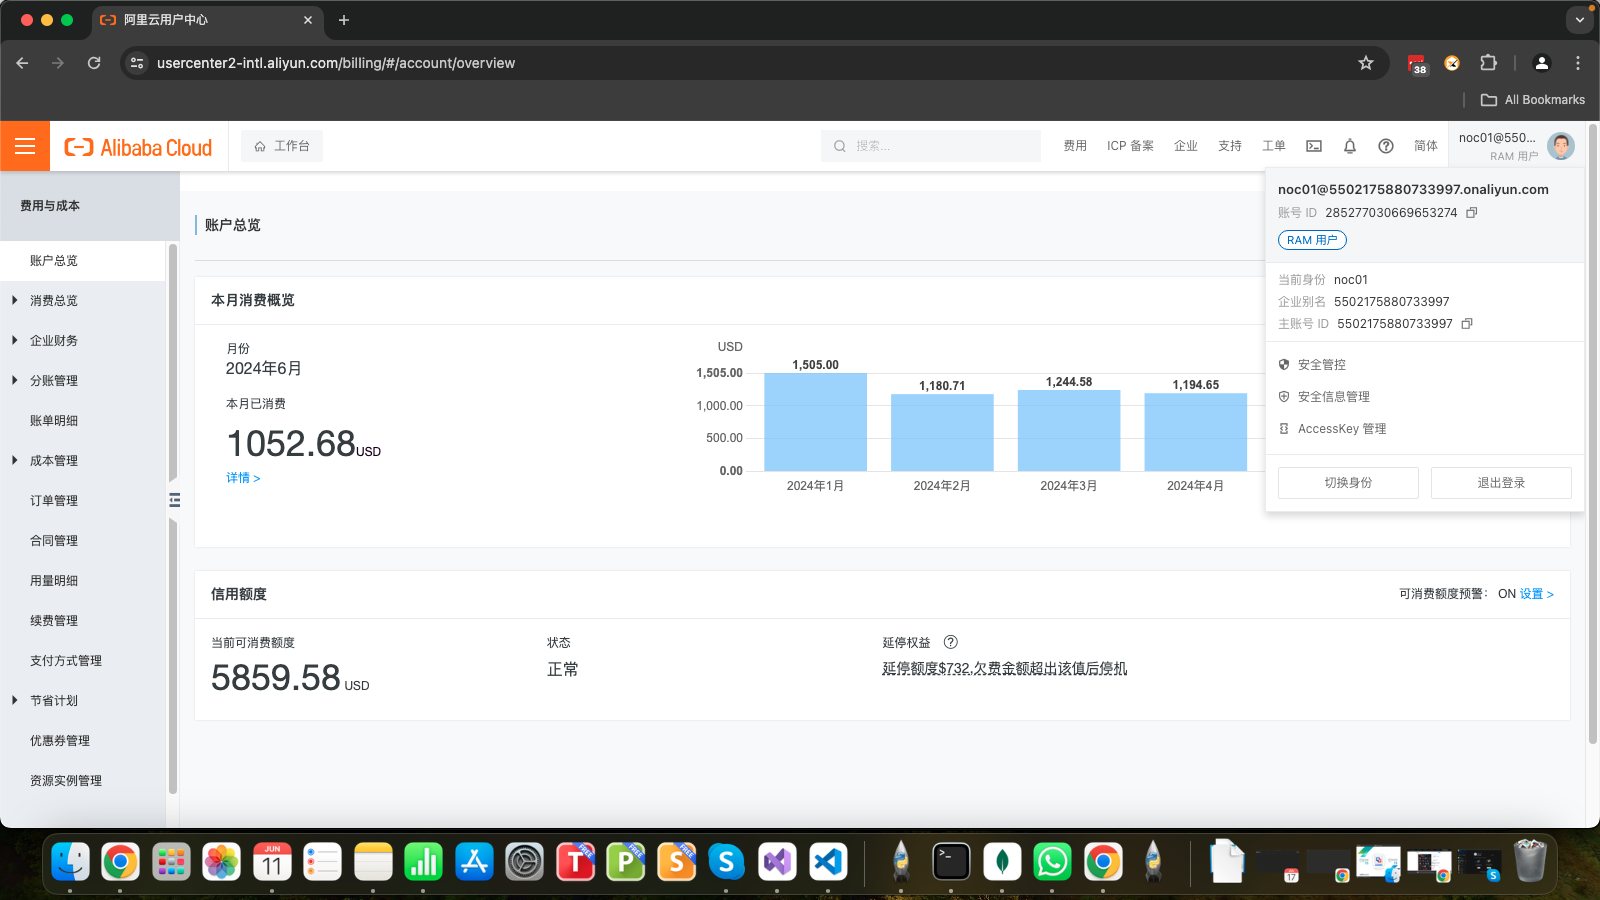 阿里云用户中心
usercenter2-intl.aliyun.com/billing/#/account/overview
38
All Bookmarks
Alibaba Cloud
工作台
搜索...
费用
ICP 备案
企业
支持
工单
简体
noc01@550...
RAM 用户
noc01@5502175880733997.onaliyun.com
账号 ID 285277030669653274
RAM 用户
当前身份 noc01
企业别名 5502175880733997
主账号 ID 5502175880733997
安全管控
安全信息管理
AccessKey 管理
切换身份
退出登录
费用与成本
账户总览
消费总览
企业财务
分账管理
账单明细
成本管理
订单管理
合同管理
用量明细
续费管理
支付方式管理
节省计划
优惠券管理
资源实例管理
账户总览
本月消费概览
月份
2024年6月
本月已消费
1052.68USD
详情 >
USD
1,505.00
1,000.00
500.00
0.00
1,505.00
1,180.71
1,244.58
1,194.65
2024年1月
2024年2月
2024年3月
2024年4月
信用额度
可消费额度预警： ON 设置 >
当前可消费额度
5859.58 USD
状态
正常
延停权益
延停额度$732,欠费金额超出该值后停机
JUN
11
T
FREE
P
FREE
S
FREE
S
17
S